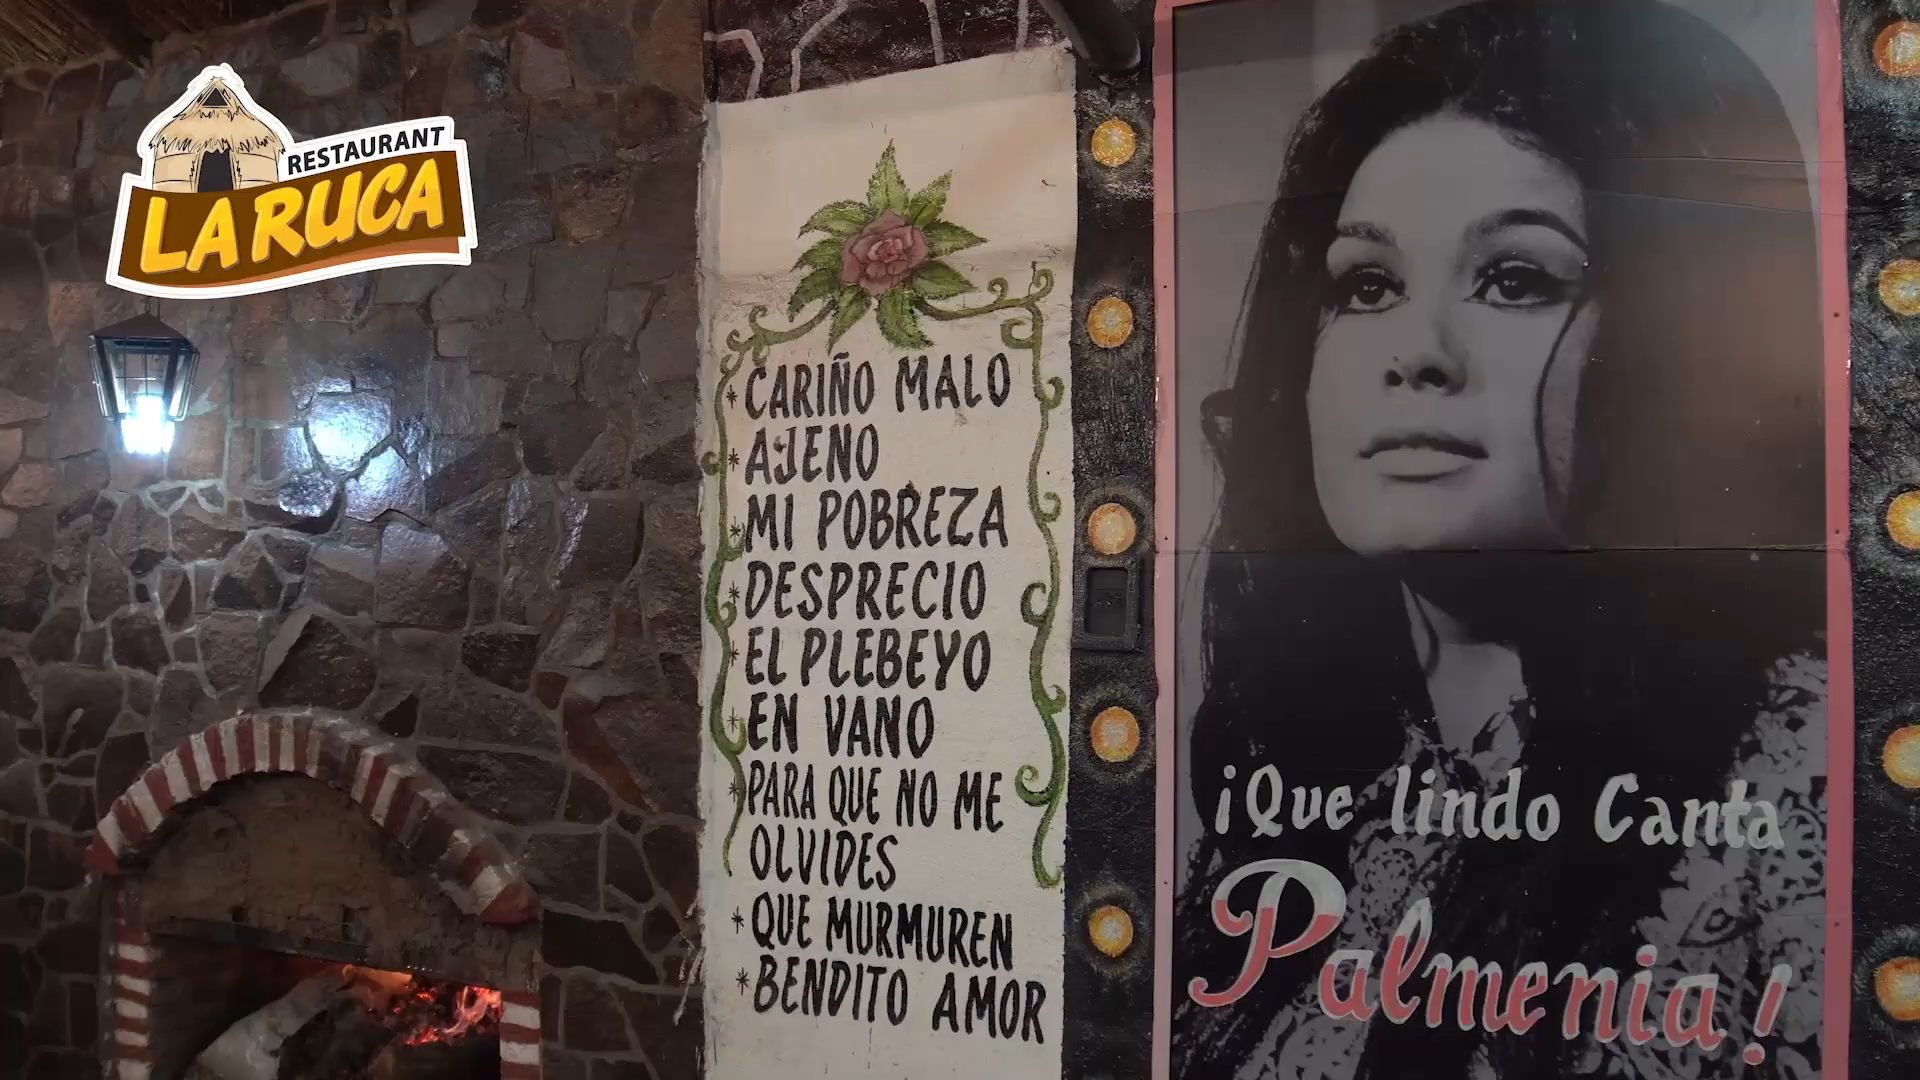 RESTAURANT
LA RUCA
* CARIÑO MALO
* AJENO
* MI POBREZA
* DESPRECIO
* EL PLEBEYO
* EN VANO
* PARA QUE NO ME
OLVIDES
* QUE MURMUREN
* BENDITO AMOR
¡Que lindo Canta
Palmenia!